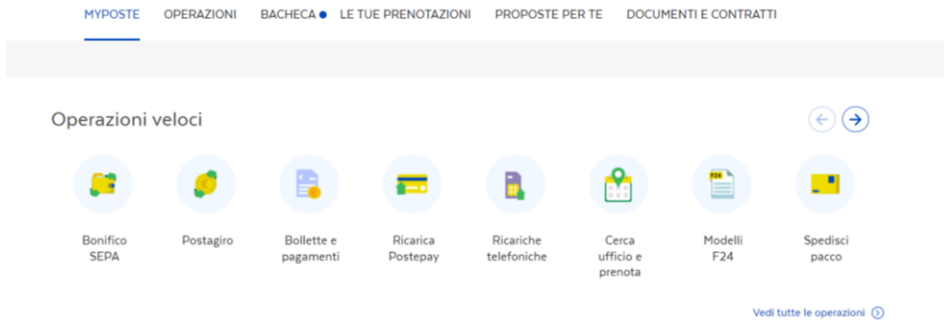 MYPOSTE OPERAZIONI BACHECA LE TUE PRENOTAZIONI PROPOSTE PER TE DOCUMENTI E CONTRATTI
Operazioni veloci
F24
Bonifico SEPA
Postagiro
Bollette e pagamenti
Ricarica Postepay
Ricariche telefoniche
Cerca ufficio e prenota
Modelli F24
Spedisci pacco
Vedi tutte le operazioni